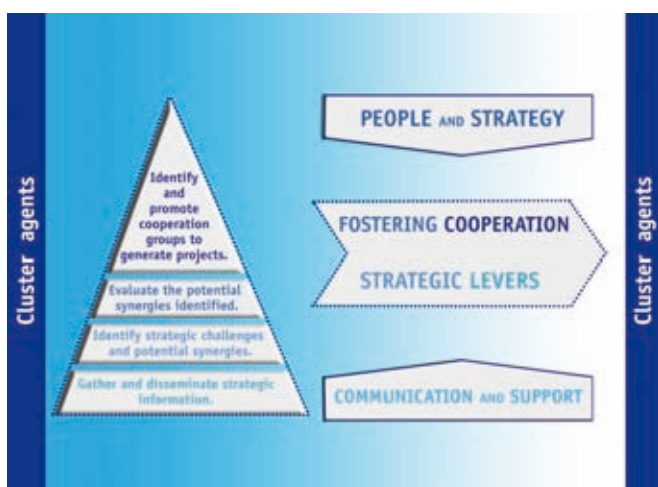 Cluster agents
Identify
and
promote
cooperation
groups to
generate projects.
Evaluate the potential
synergies identified.
Identify strategic challenges
and potential synergies.
Gather and disseminate strategic
information.
PEOPLE AND STRATEGY
FOSTERING COOPERATION
STRATEGIC LEVERS
COMMUNICATION AND SUPPORT
Cluster agents